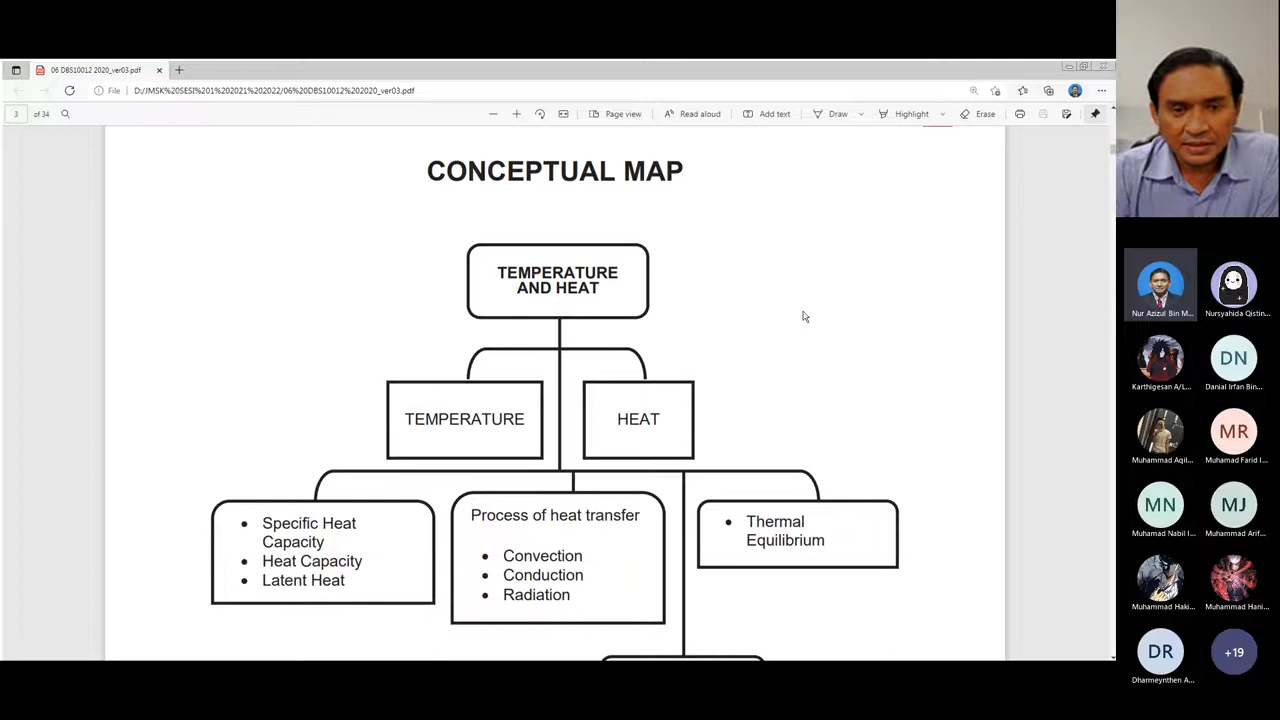 06 DBS10012 2020_ver03.pdf
File
D:/JMSK%20SESI%201%202021%202022/06%20DBS10012%202020_ver03.pdf
3 of 34
Page view
Read aloud
Add text
Draw
Highlight
Erase
CONCEPTUAL MAP
TEMPERATURE
AND HEAT
TEMPERATURE
HEAT
• Specific Heat
Capacity
• Heat Capacity
• Latent Heat
Process of heat transfer
• Convection
• Conduction
• Radiation
• Thermal
Equilibrium
Nur Azizul Bin M...
Nursyahida Qistin...
Karthigesan A/L...
DN
Danial Irfan Bin...
Muhammad Aqil...
MR
Muhamad Farid I...
MN
Muhamad Nabil I...
MJ
Muhammad Arif...
Muhammad Haki...
Muhammad Hani...
DR
Dharmeynthen A...
+19